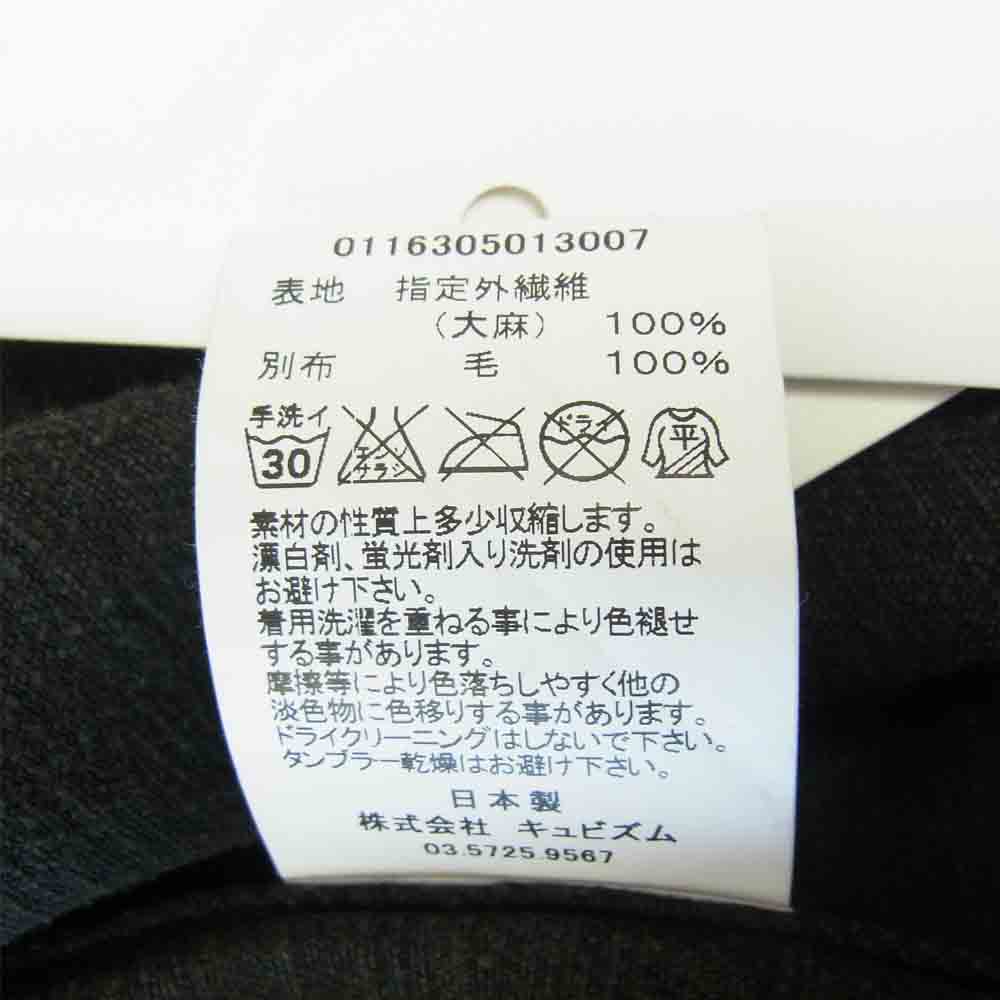 0116305013007
表地 指定外繊維
（大麻） 100%
別布 毛 100%
手洗イ
30
エンソ
サラシ
ドライ
平
素材の性質上多少収縮します。
漂白剤、蛍光剤入り洗剤の使用は
お避け下さい。
着用洗濯を重ねる事により色褪せ
する事があります。
摩擦等により色落ちしやすく他の
淡色物に色移りする事があります。
ドライクリーニングはしないで下さい。
タンブラー乾燥はお避け下さい。
日本製
株式会社 キュビズム
03.5725.9567